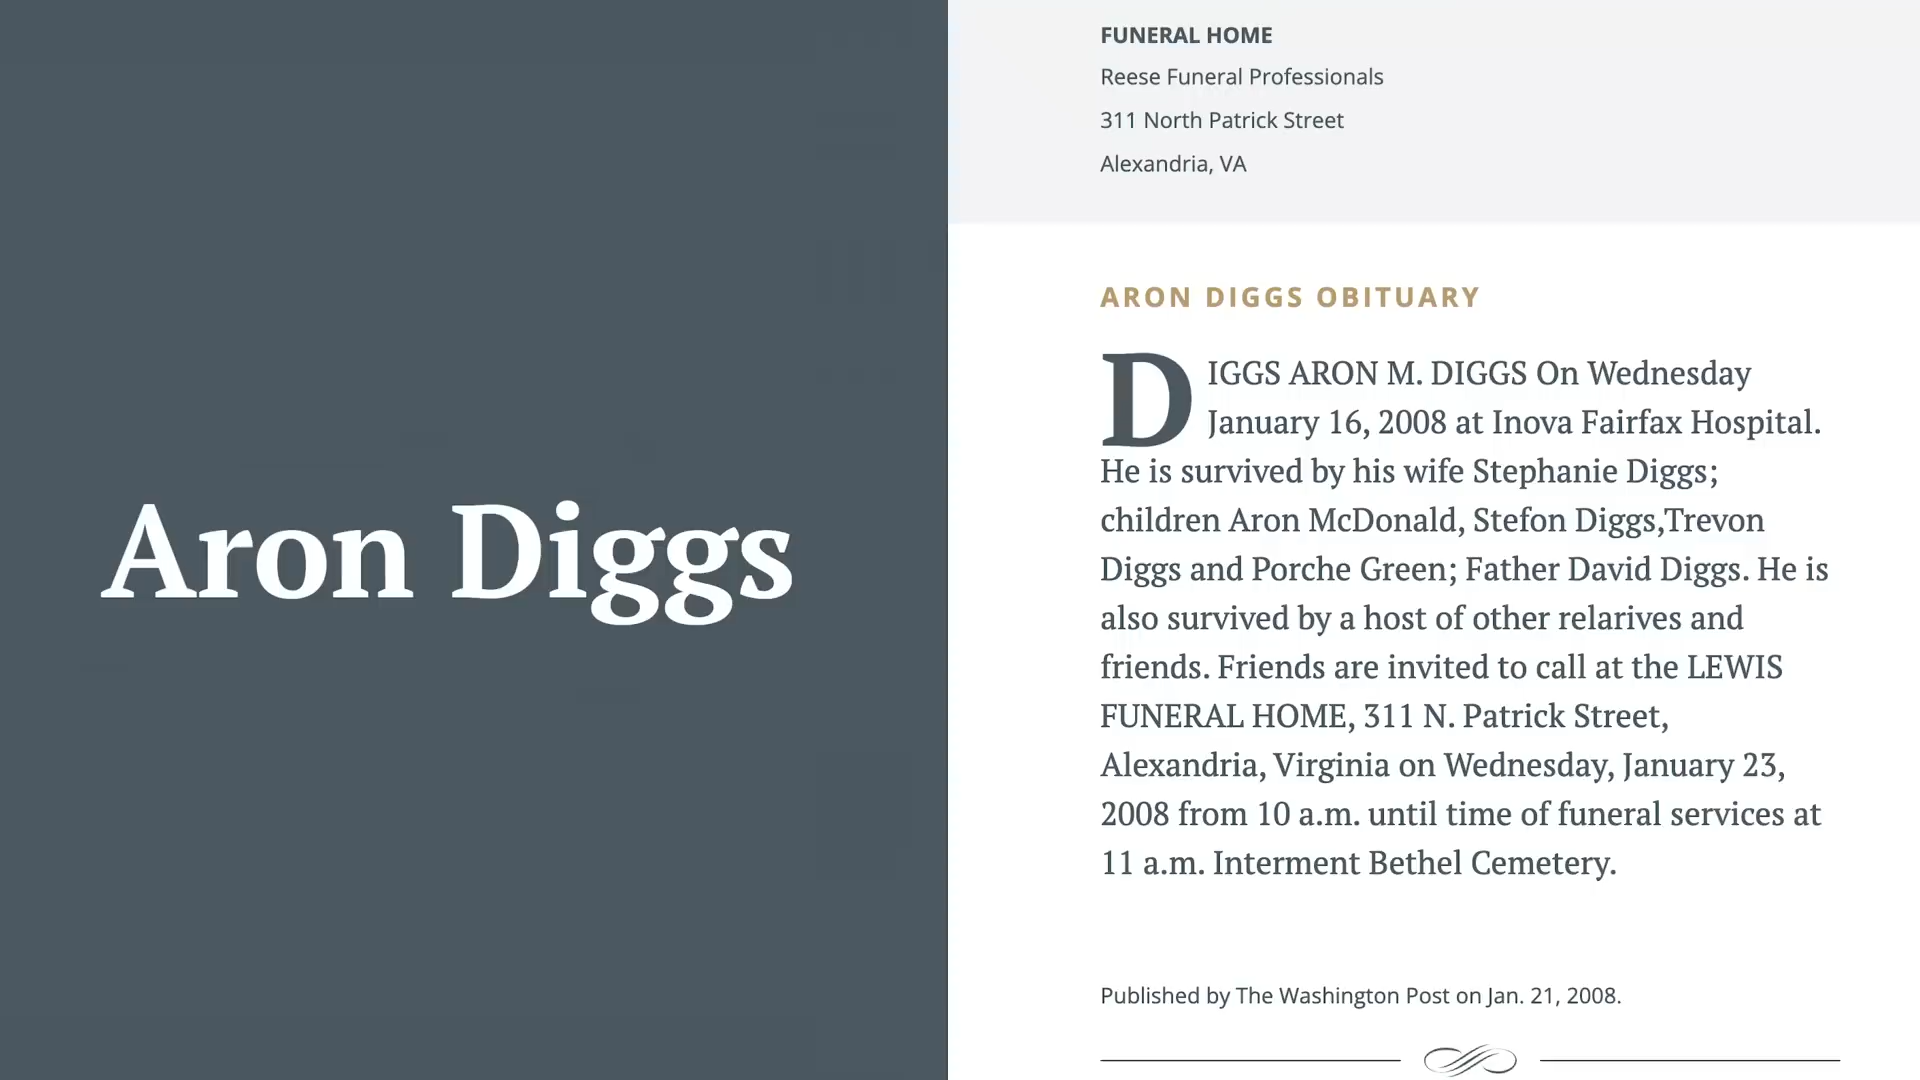 Aron Diggs
FUNERAL HOME
Reese Funeral Professionals
311 North Patrick Street
Alexandria, VA
ARON DIGGS OBITUARY
DIGGS ARON M. DIGGS On Wednesday
January 16, 2008 at Inova Fairfax Hospital.
He is survived by his wife Stephanie Diggs;
children Aron McDonald, Stefon Diggs,Trevon
Diggs and Porche Green; Father David Diggs. He is
also survived by a host of other relarives and
friends. Friends are invited to call at the LEWIS
FUNERAL HOME, 311 N. Patrick Street,
Alexandria, Virginia on Wednesday, January 23,
2008 from 10 a.m. until time of funeral services at
11 a.m. Interment Bethel Cemetery.
Published by The Washington Post on Jan. 21, 2008.